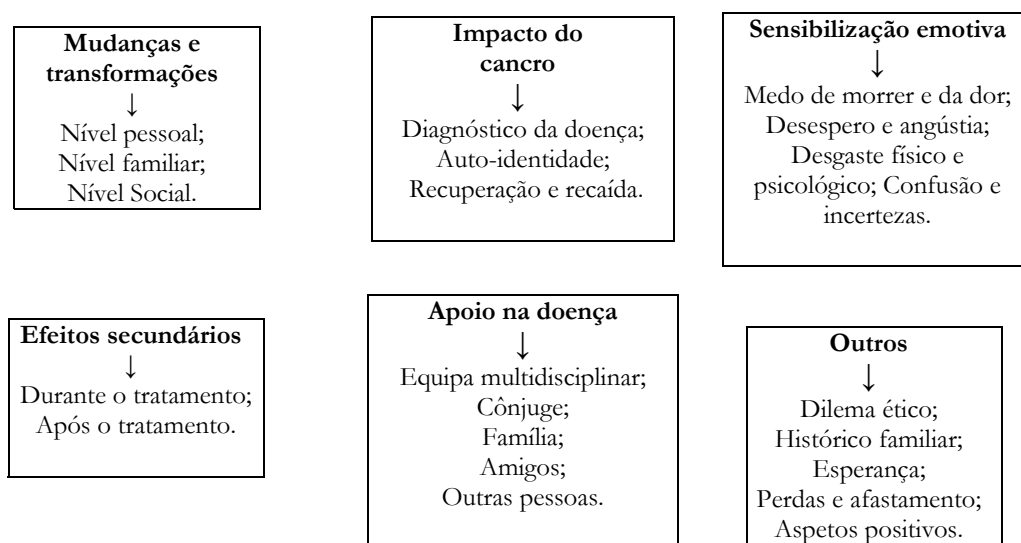 Mudanças e
transformações
↓
Nível pessoal;
Nível familiar;
Nível Social.
Impacto do
cancro
↓
Diagnóstico da doença;
Auto-identidade;
Recuperação e recaída.
Sensibilização emotiva
↓
Medo de morrer e da dor;
Desespero e angústia;
Desgaste físico e
psicológico; Confusão e
incertezas.
Efeitos secundários
↓
Durante o tratamento;
Após o tratamento.
Apoio na doença
↓
Equipa multidisciplinar;
Cônjuge;
Família;
Amigos;
Outras pessoas.
Outros
↓
Dilema ético;
Histórico familiar;
Esperança;
Perdas e afastamento;
Aspetos positivos.